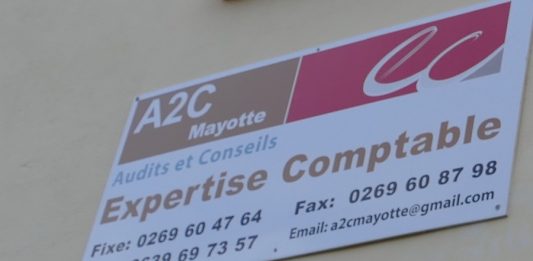 A2C
Mayotte
Audits et Conseils
Expertise Comptable
Fixe: 0269 60 47 64
Fax: 0269 60 87 98
0639 69 73 57
Email: a2cmayotte@gmail.com